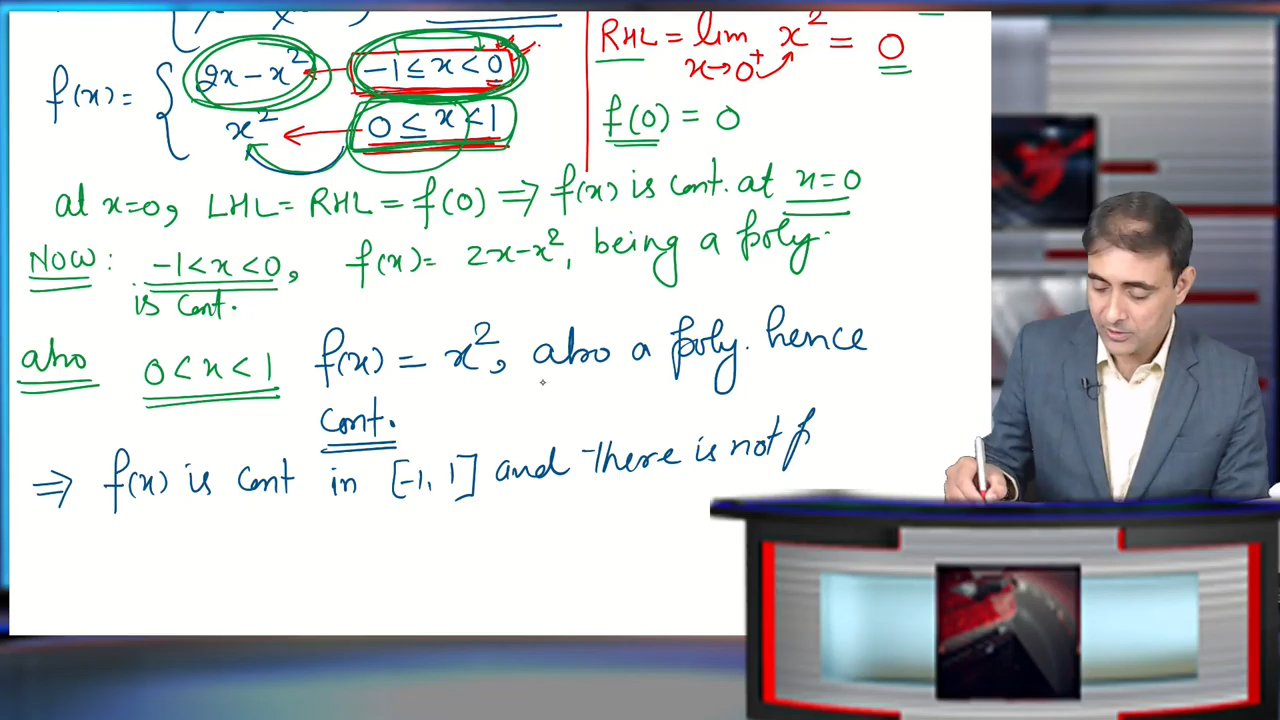 RHL = lim x→0⁺ x² = 0
f(x) = { 2x - x² -1 ≤ x < 0
x² 0 ≤ x < 1
f(0) = 0
at x=0, LHL = RHL = f(0) ⇒ f(x) is cont. at x=0
Now: -1 < x < 0, f(x) = 2x - x², being a poly.
is cont.
also 0 < x < 1 f(x) = x², also a poly. hence
cont.
⇒ f(x) is cont in [-1, 1] and there is not p